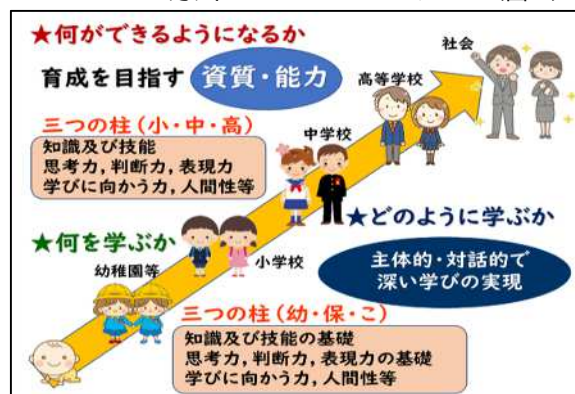 ★何ができるようになるか
育成を目指す 資質・能力
三つの柱(小・中・高)
知識及び技能
思考力,判断力,表現力
学びに向かう力,人間性等
社会
高等学校
中学校
★どのように学ぶか
主体的・対話的で
深い学びの実現
★何を学ぶか
小学校
幼稚園等
三つの柱(幼・保・こ)
知識及び技能の基礎
思考力,判断力,表現力の基礎
学びに向かう力,人間性等